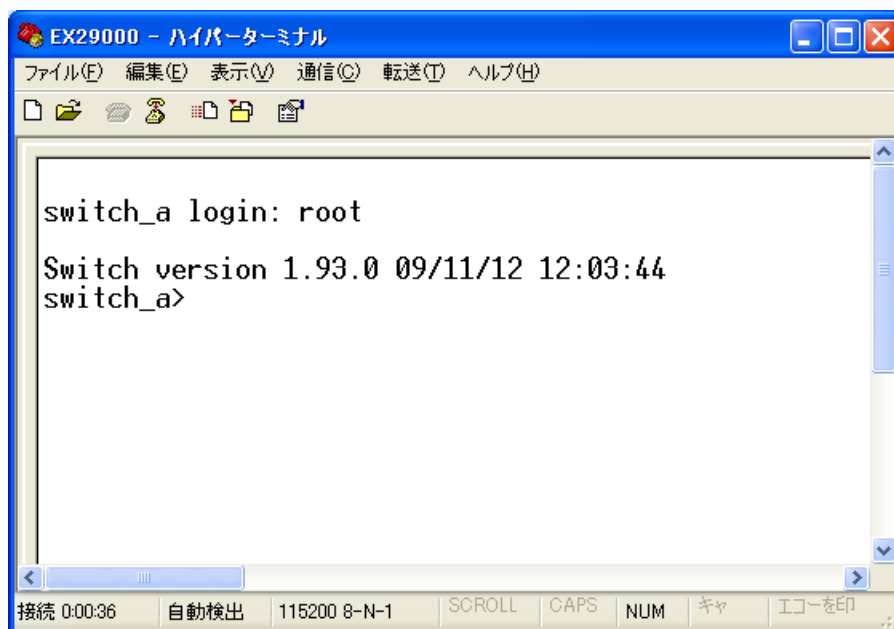 EX29000 - ハイパーターミナル
ファイル(F) 編集(E) 表示(V) 通信(C) 転送(T) ヘルプ(H)
switch_a login: root
Switch version 1.93.0 09/11/12 12:03:44
switch_a>
接続 0:00:36 自動検出 115200 8-N-1 SCROLL CAPS NUM キャ エコーを印